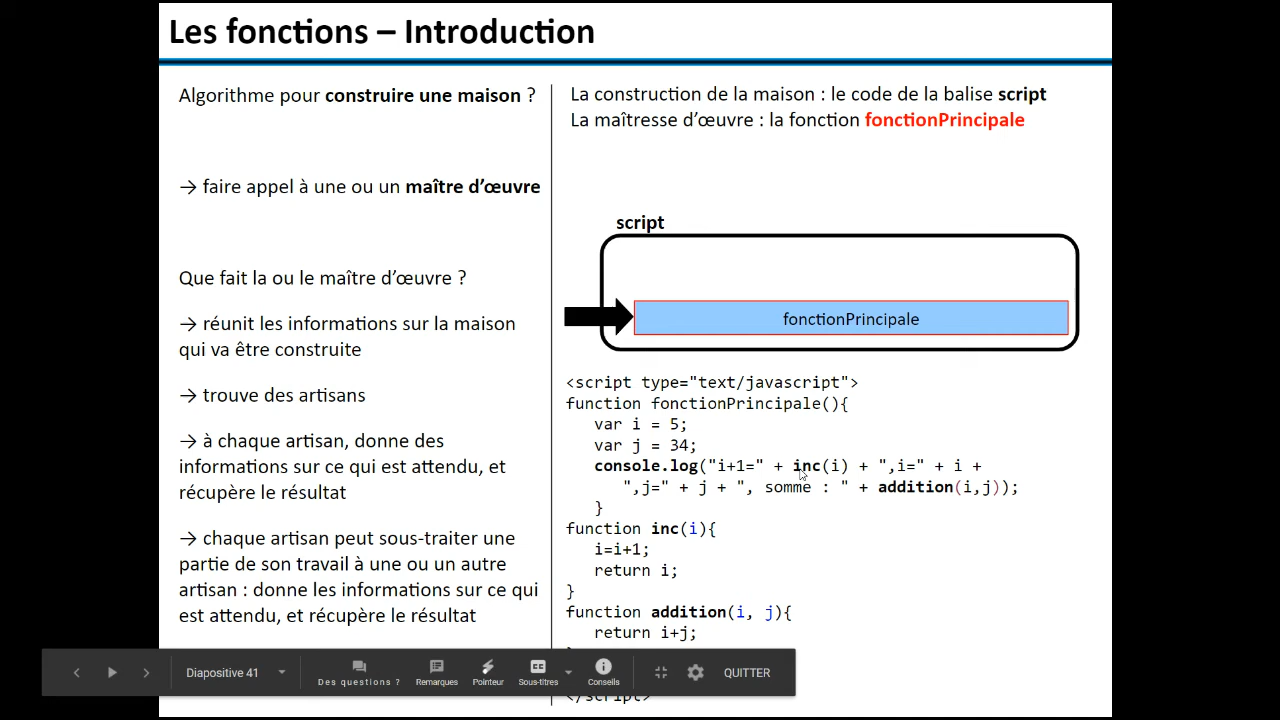 Les fonctions – Introduction
Algorithme pour construire une maison ?
→ faire appel à une ou un maître d'œuvre
Que fait la ou le maître d'œuvre ?
→ réunit les informations sur la maison
qui va être construite
→ trouve des artisans
→ à chaque artisan, donne des
informations sur ce qui est attendu, et
récupère le résultat
→ chaque artisan peut sous-traiter une
partie de son travail à une ou un autre
artisan : donne les informations sur ce qui
est attendu, et récupère le résultat
La construction de la maison : le code de la balise script
La maîtresse d'œuvre : la fonction fonctionPrincipale
script
fonctionPrincipale
<script type="text/javascript">
function fonctionPrincipale(){
var i = 5;
var j = 34;
console.log("i+1=" + inc(i) + ",i=" + i +
",j=" + j + ", somme : " + addition(i,j));
}
function inc(i){
i=i+1;
return i;
}
function addition(i, j){
return i+j;
</script>
Diapositive 41
Des questions ?
Remarques
Pointeur
Sous-titres
Conseils
QUITTER